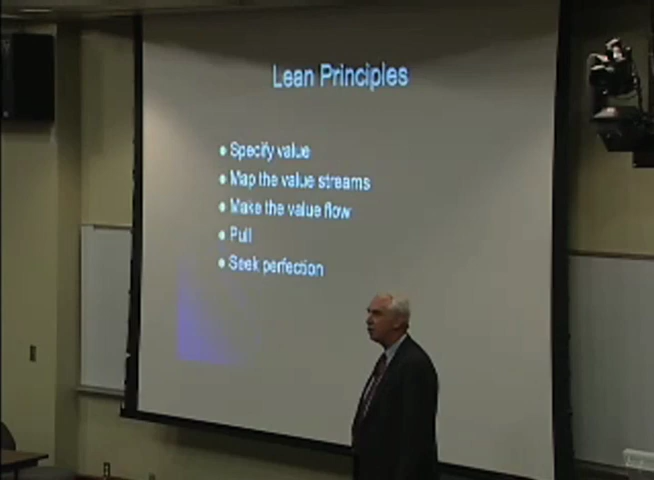 Lean Principles
Specify value
Map the value streams
Make the value flow
Pull
Seek perfection